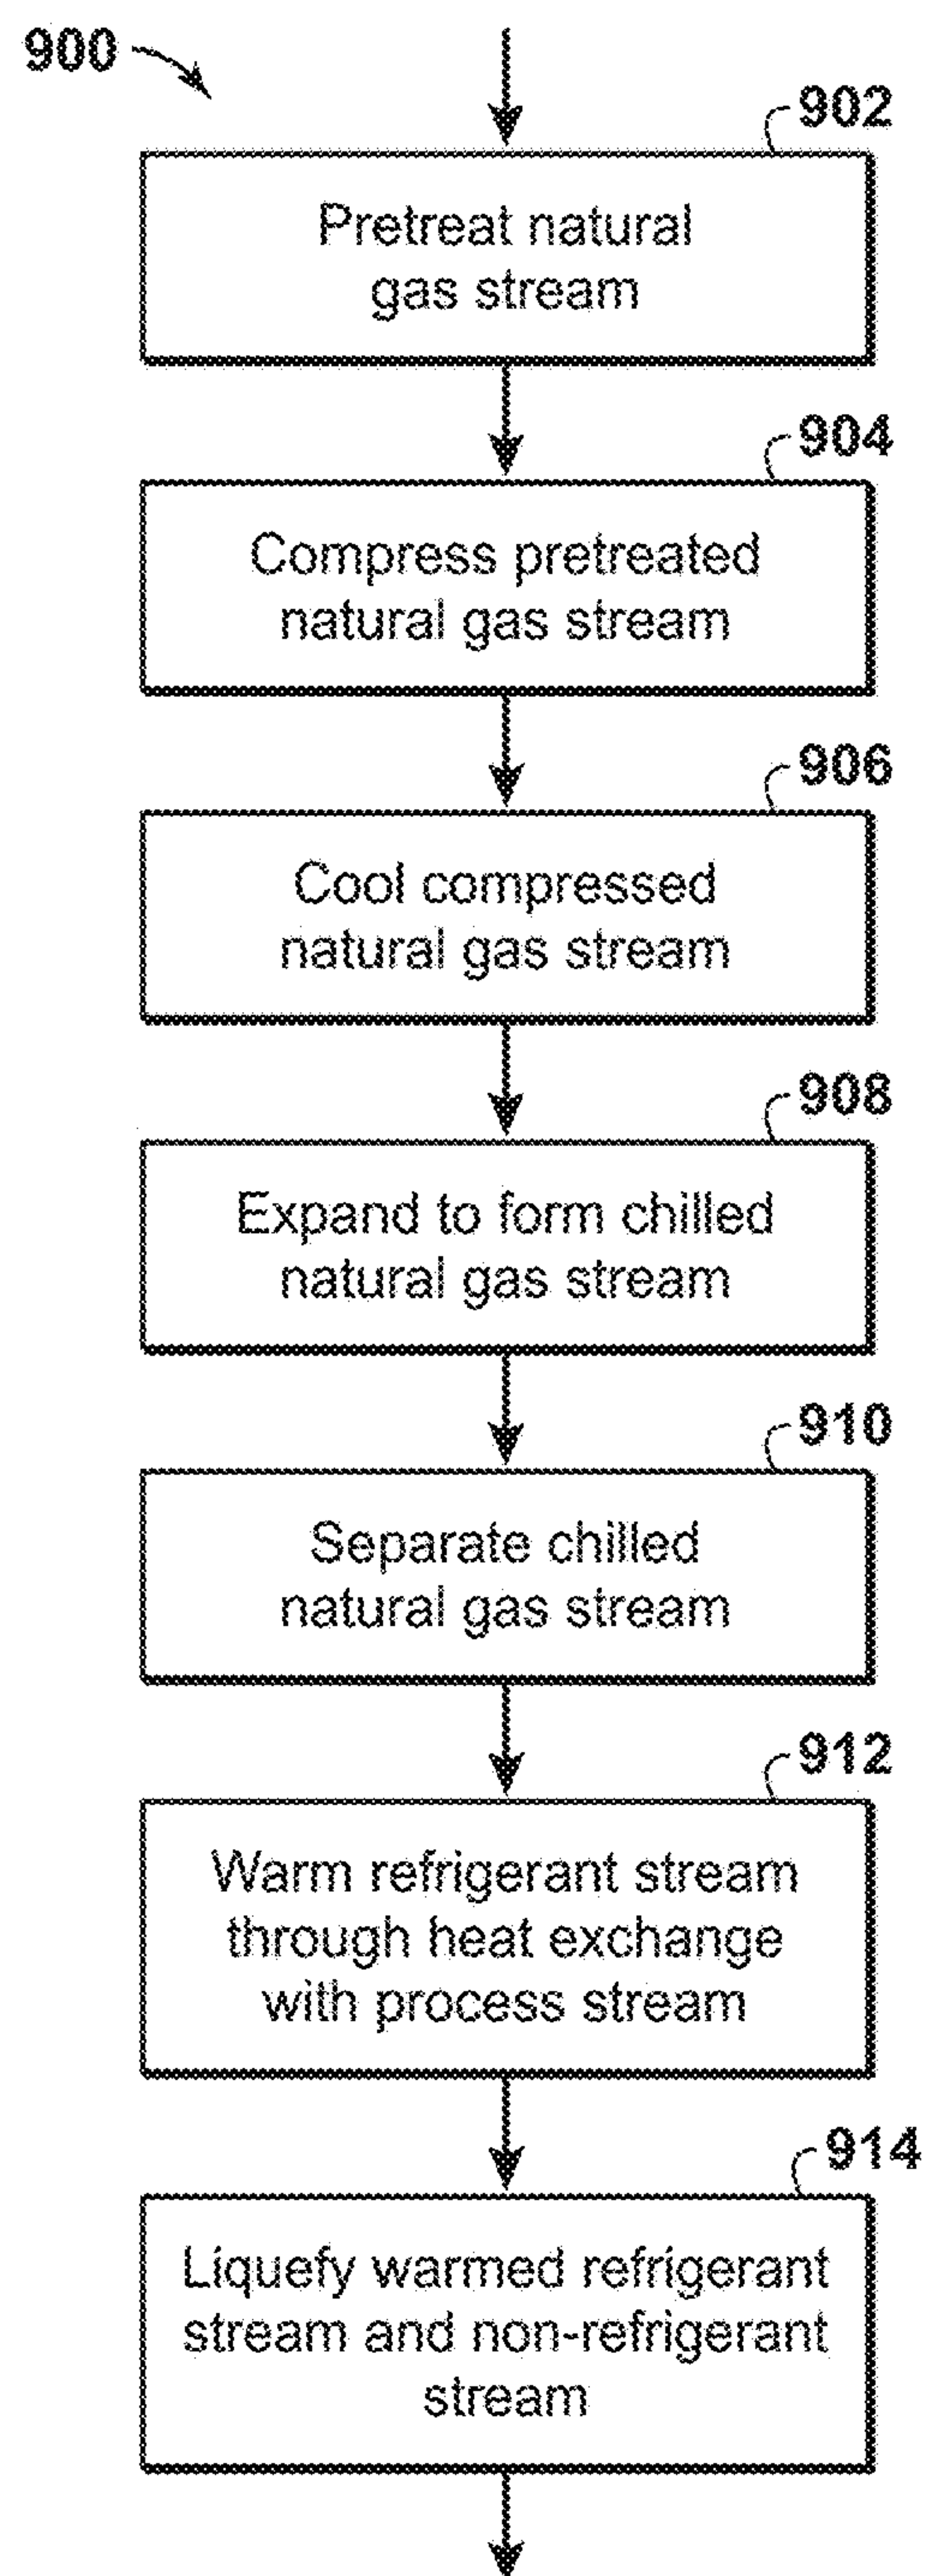 900
902
Pretreat natural
gas stream
904
Compress pretreated
natural gas stream
906
Cool compressed
natural gas stream
908
Expand to form chilled
natural gas stream
910
Separate chilled
natural gas stream
912
Warm refrigerant stream
through heat exchange
with process stream
914
Liquefy warmed refrigerant
stream and non-refrigerant
stream